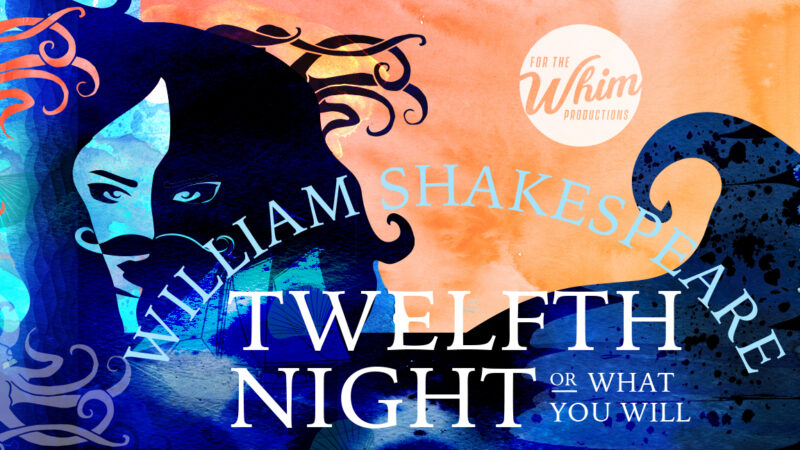 FOR THE
Whim
PRODUCTIONS
WILLIAM SHAKESPEARE
TWELFTH
NIGHT OR WHAT
YOU WILL